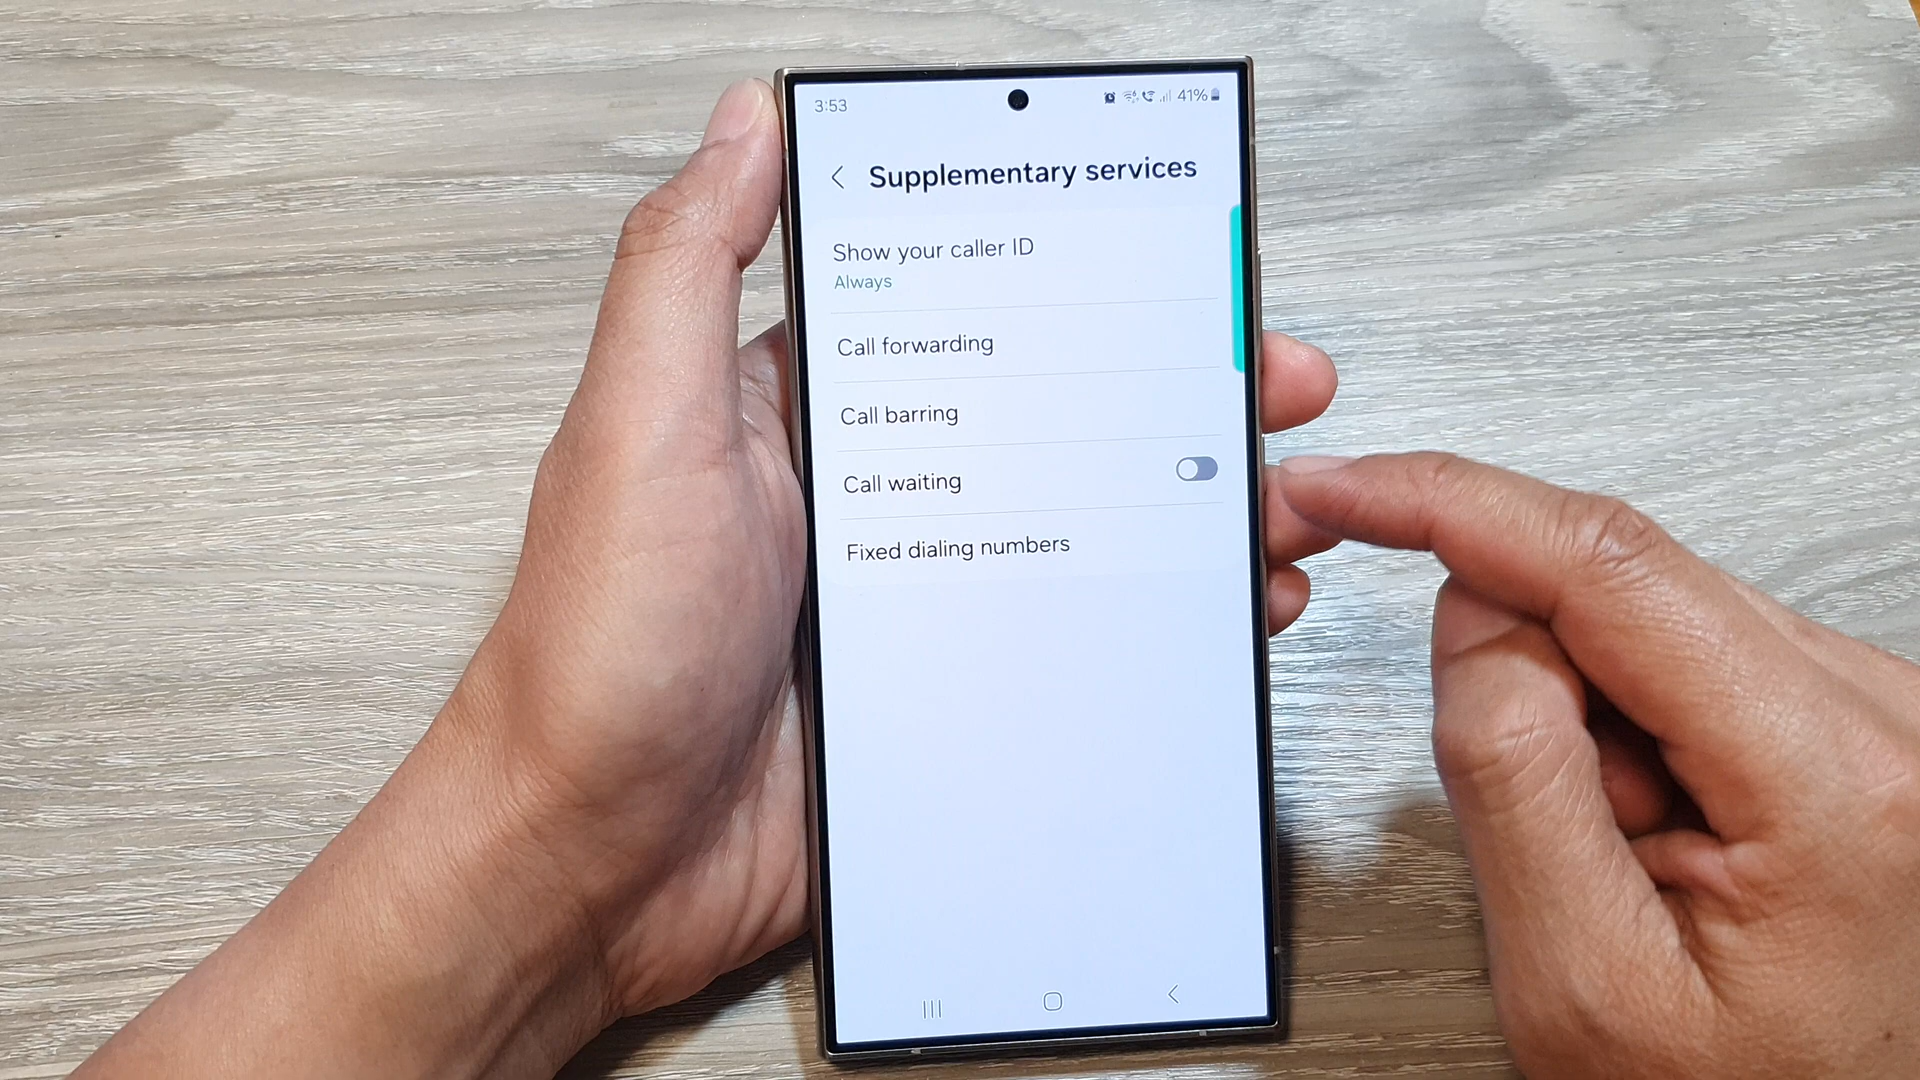 3:53 41%
Supplementary services
Show your caller ID
Always
Call forwarding
Call barring
Call waiting
Fixed dialing numbers